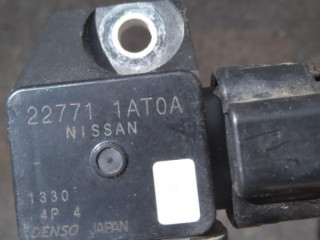 22771 1AT0A
NISSAN
1330
4P 4
DENSO JAPAN